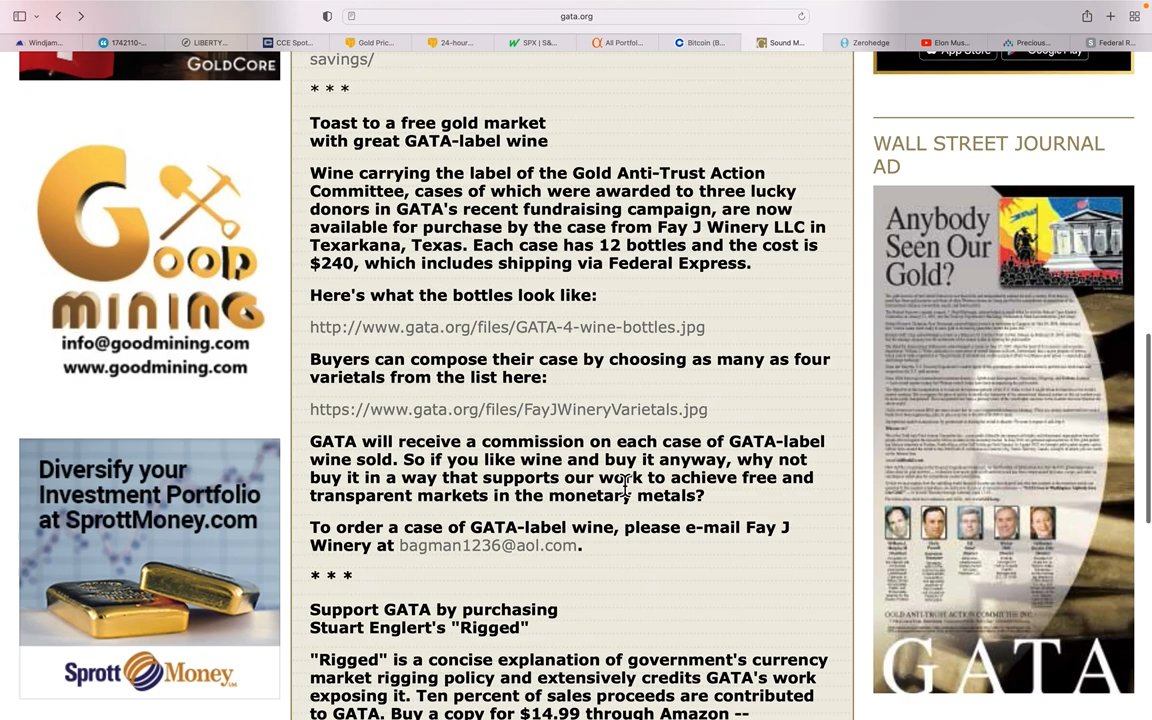 gata.org
Windjam...
1742110-...
LIBERTY...
CCE Spot...
Gold Pric...
24-hour...
SPX | S&...
All Portfol...
Bitcoin (B...
Sound M...
Zerohedge
Elon Mus...
Precious...
Federal R...
GOLDCORE
GOOD
MINING
info@goodmining.com
www.goodmining.com
Diversify your
Investment Portfolio
at SprottMoney.com
Sprott Money
savings/
* * *
Toast to a free gold market
with great GATA-label wine
Wine carrying the label of the Gold Anti-Trust Action
Committee, cases of which were awarded to three lucky
donors in GATA's recent fundraising campaign, are now
available for purchase by the case from Fay J Winery LLC in
Texarkana, Texas. Each case has 12 bottles and the cost is
$240, which includes shipping via Federal Express.
Here's what the bottles look like:
http://www.gata.org/files/GATA-4-wine-bottles.jpg
Buyers can compose their case by choosing as many as four
varietals from the list here:
https://www.gata.org/files/FayJWineryVarietals.jpg
GATA will receive a commission on each case of GATA-label
wine sold. So if you like wine and buy it anyway, why not
buy it in a way that supports our work to achieve free and
transparent markets in the monetary metals?
To order a case of GATA-label wine, please e-mail Fay J
Winery at bagman1236@aol.com.
* * *
Support GATA by purchasing
Stuart Englert's "Rigged"
"Rigged" is a concise explanation of government's currency
market rigging policy and extensively credits GATA's work
exposing it. Ten percent of sales proceeds are contributed
to GATA. Buy a copy for $14.99 through Amazon --
App Store
WALL STREET JOURNAL
AD
Anybody
Seen Our
Gold?
GOLD ANTI-TRUST ACTION COMMITTEE INC.
GATA